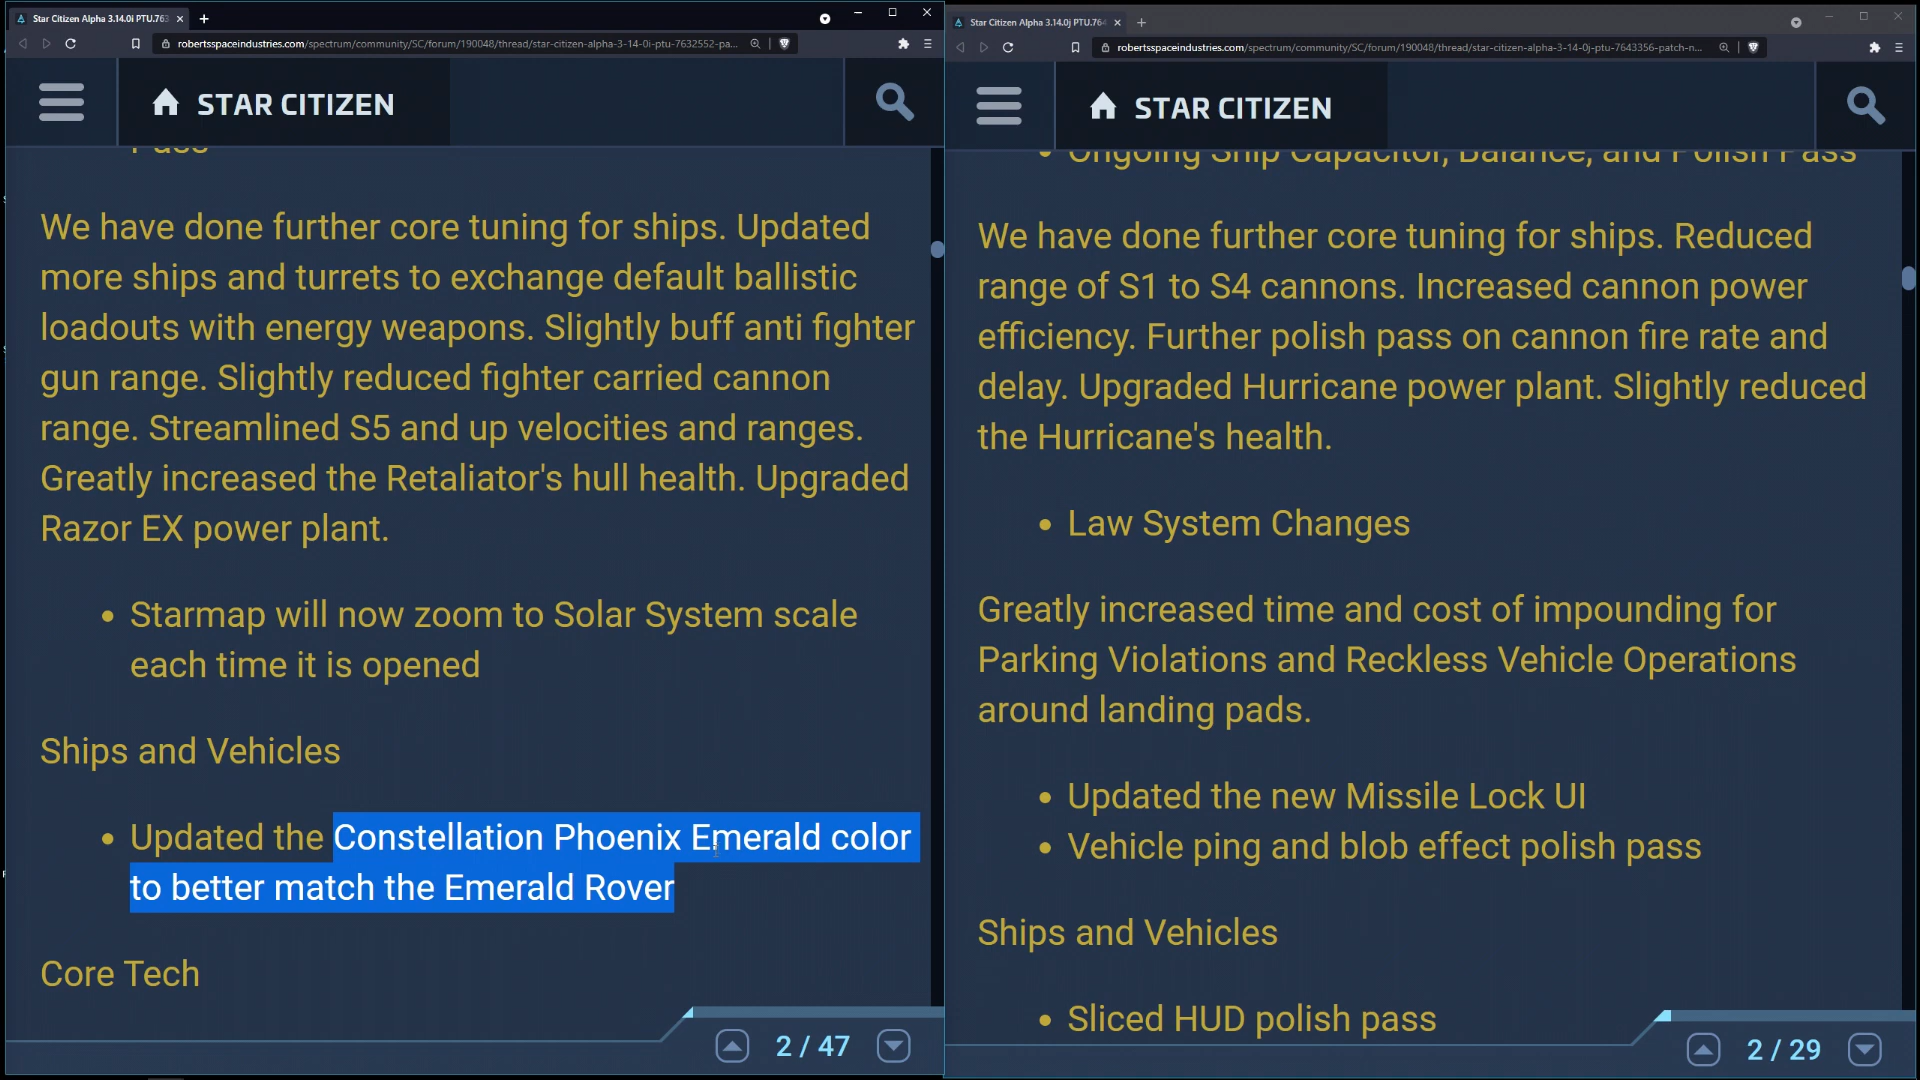 Star Citizen Alpha 3.14.0i PTU.763
robertsspaceindustries.com/spectrum/community/SC/forum/190048/thread/star-citizen-alpha-3-14-0i-ptu-7632552-pa...
STAR CITIZEN
Pass
We have done further core tuning for ships. Updated
more ships and turrets to exchange default ballistic
loadouts with energy weapons. Slightly buff anti fighter
gun range. Slightly reduced fighter carried cannon
range. Streamlined S5 and up velocities and ranges.
Greatly increased the Retaliator's hull health. Upgraded
Razor EX power plant.
• Starmap will now zoom to Solar System scale
each time it is opened
Ships and Vehicles
• Updated the Constellation Phoenix Emerald color
to better match the Emerald Rover
Core Tech
2 / 47
Star Citizen Alpha 3.14.0j PTU.764
robertsspaceindustries.com/spectrum/community/SC/forum/190048/thread/star-citizen-alpha-3-14-0j-ptu-7643356-patch-n...
STAR CITIZEN
• Ongoing Ship Capacitor, Balance, and Polish Pass
We have done further core tuning for ships. Reduced
range of S1 to S4 cannons. Increased cannon power
efficiency. Further polish pass on cannon fire rate and
delay. Upgraded Hurricane power plant. Slightly reduced
the Hurricane's health.
• Law System Changes
Greatly increased time and cost of impounding for
Parking Violations and Reckless Vehicle Operations
around landing pads.
• Updated the new Missile Lock UI
• Vehicle ping and blob effect polish pass
Ships and Vehicles
• Sliced HUD polish pass
2 / 29